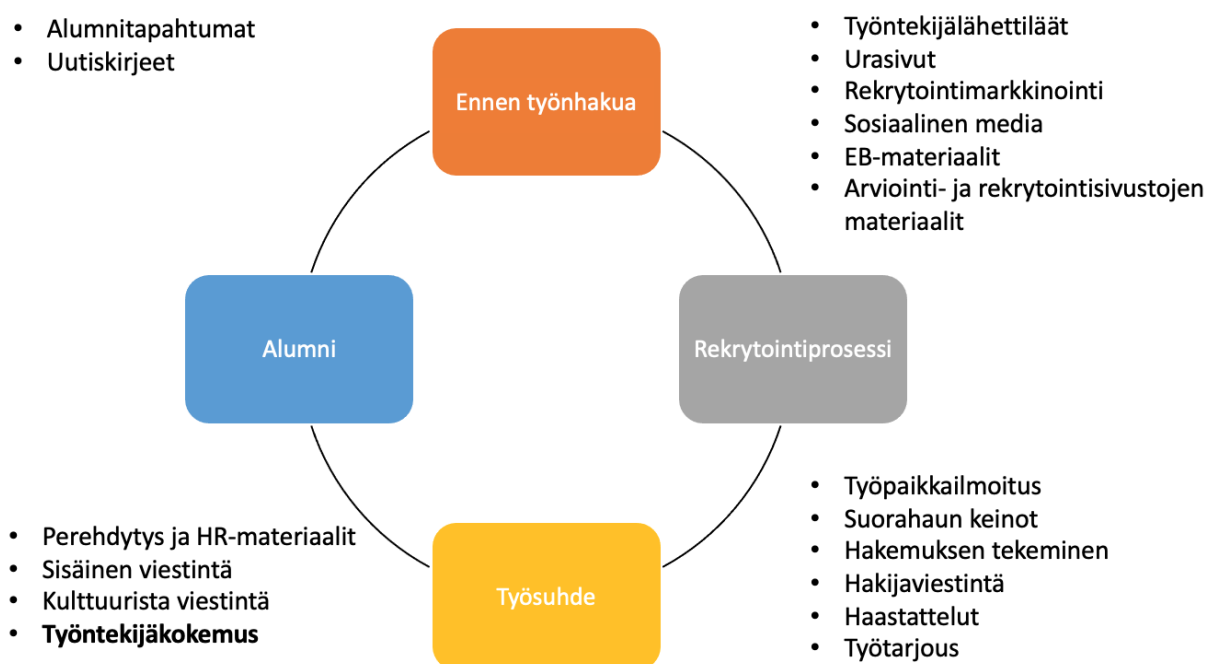 • Alumnitapahtumat
• Uutiskirjeet
Ennen työnhakua
• Työntekijälähettiläät
• Urasivut
• Rekrytointimarkkinointi
• Sosiaalinen media
• EB-materiaalit
• Arviointi- ja rekrytointisivustojen
materiaalit
Alumni
Rekrytointiprosessi
• Perehdytys ja HR-materiaalit
• Sisäinen viestintä
• Kulttuurista viestintä
• Työntekijäkokemus
Työsuhde
• Työpaikkailmoitus
• Suorahaun keinot
• Hakemuksen tekeminen
• Hakijaviestintä
• Haastattelut
• Työtarjous